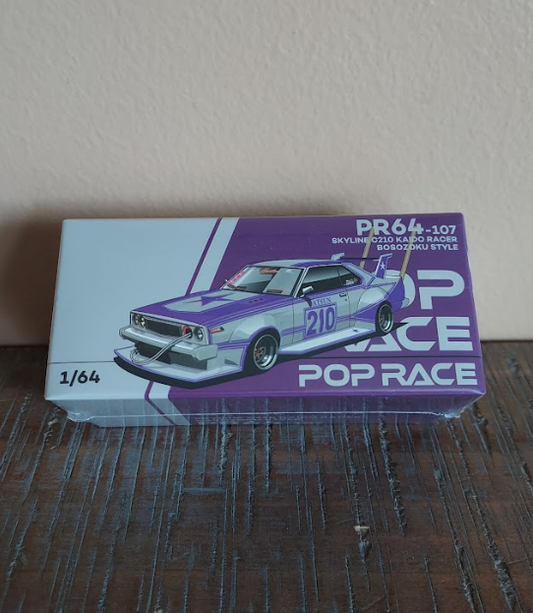 PR64-107
SKYLINE C210 KAIDO RACER
BOSOZOKU STYLE
POP
RACE
210
1/64
POP RACE